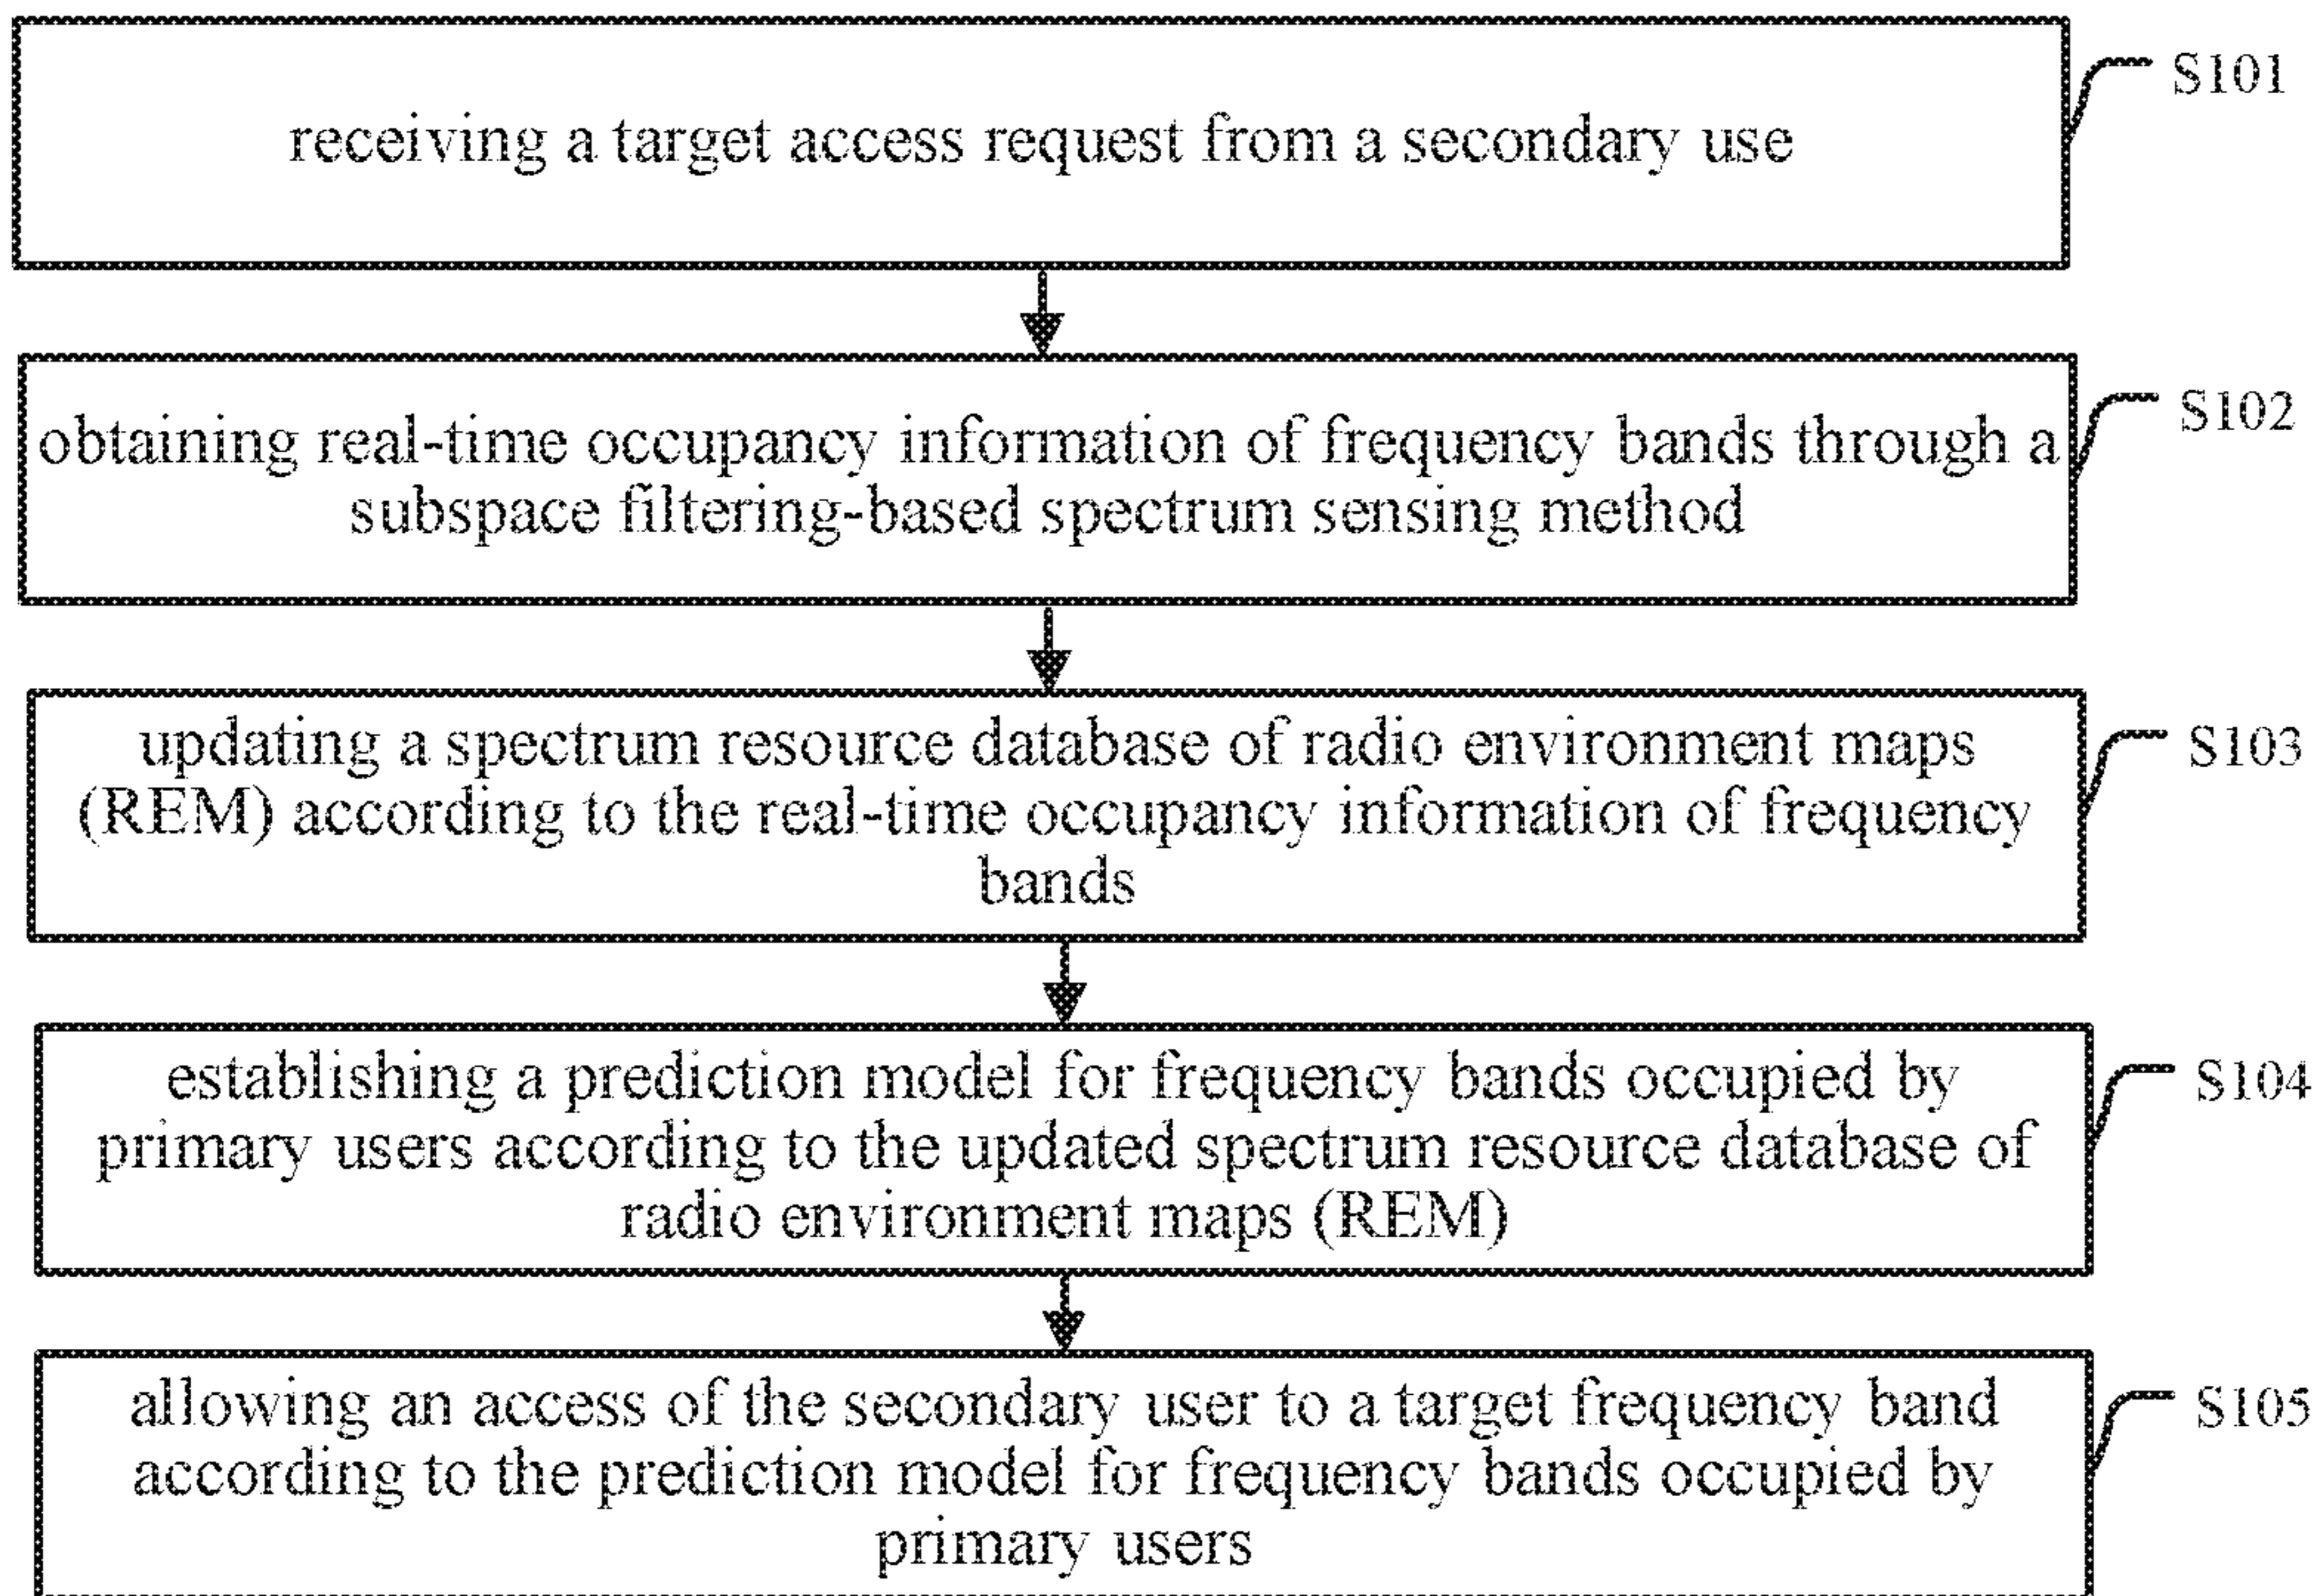 receiving a target access request from a secondary use
S101
obtaining real-time occupancy information of frequency bands through a
subspace filtering-based spectrum sensing method
S102
updating a spectrum resource database of radio environment maps
(REM) according to the real-time occupancy information of frequency
bands
S103
establishing a prediction model for frequency bands occupied by
primary users according to the updated spectrum resource database of
radio environment maps (REM)
S104
allowing an access of the secondary user to a target frequency band
according to the prediction model for frequency bands occupied by
primary users
S105